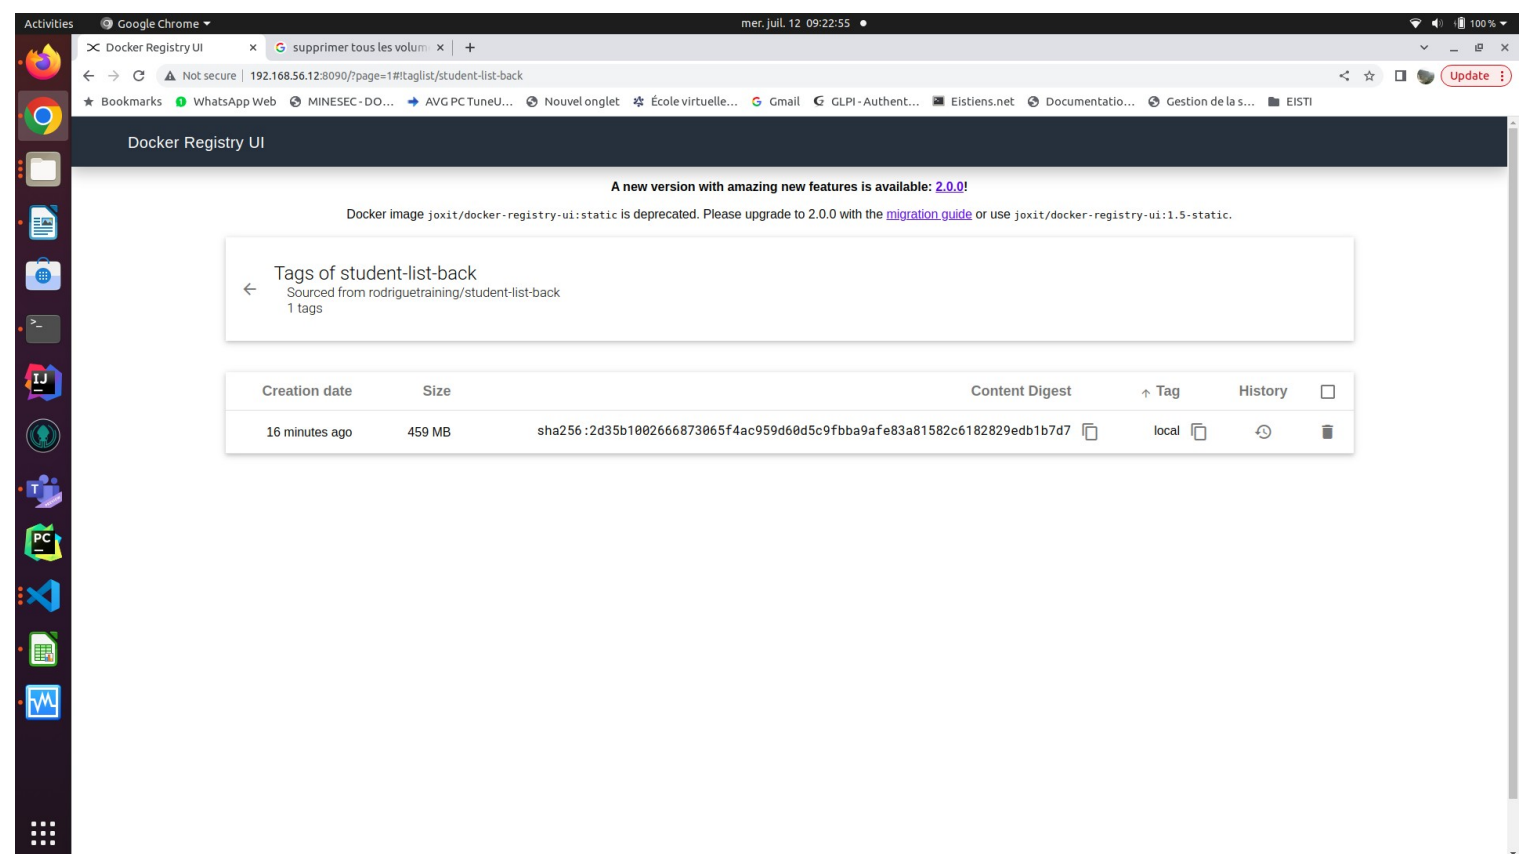 Activities Google Chrome mer. juil. 12 09:22:55 100 %
Docker Registry UI × G supprimer tous les volum × +
Not secure 192.168.56.12:8090/?page=1#!taglist/student-list-back Update
Bookmarks WhatsApp Web MINESEC - DO... AVG PC TuneU... Nouvel onglet École virtuelle... Gmail GLPI - Authent... Eistiens.net Documentatio... Gestion de la s... EISTI
Docker Registry UI
A new version with amazing new features is available: 2.0.0!
Docker image joxit/docker-registry-ui:static is deprecated. Please upgrade to 2.0.0 with the migration guide or use joxit/docker-registry-ui:1.5-static.
Tags of student-list-back
Sourced from rodriguetraining/student-list-back
1 tags
Creation date Size Content Digest Tag History
16 minutes ago 459 MB sha256:2d35b1002666873065f4ac959d60d5c9fbba9afe83a81582c6182829edb1b7d7 local